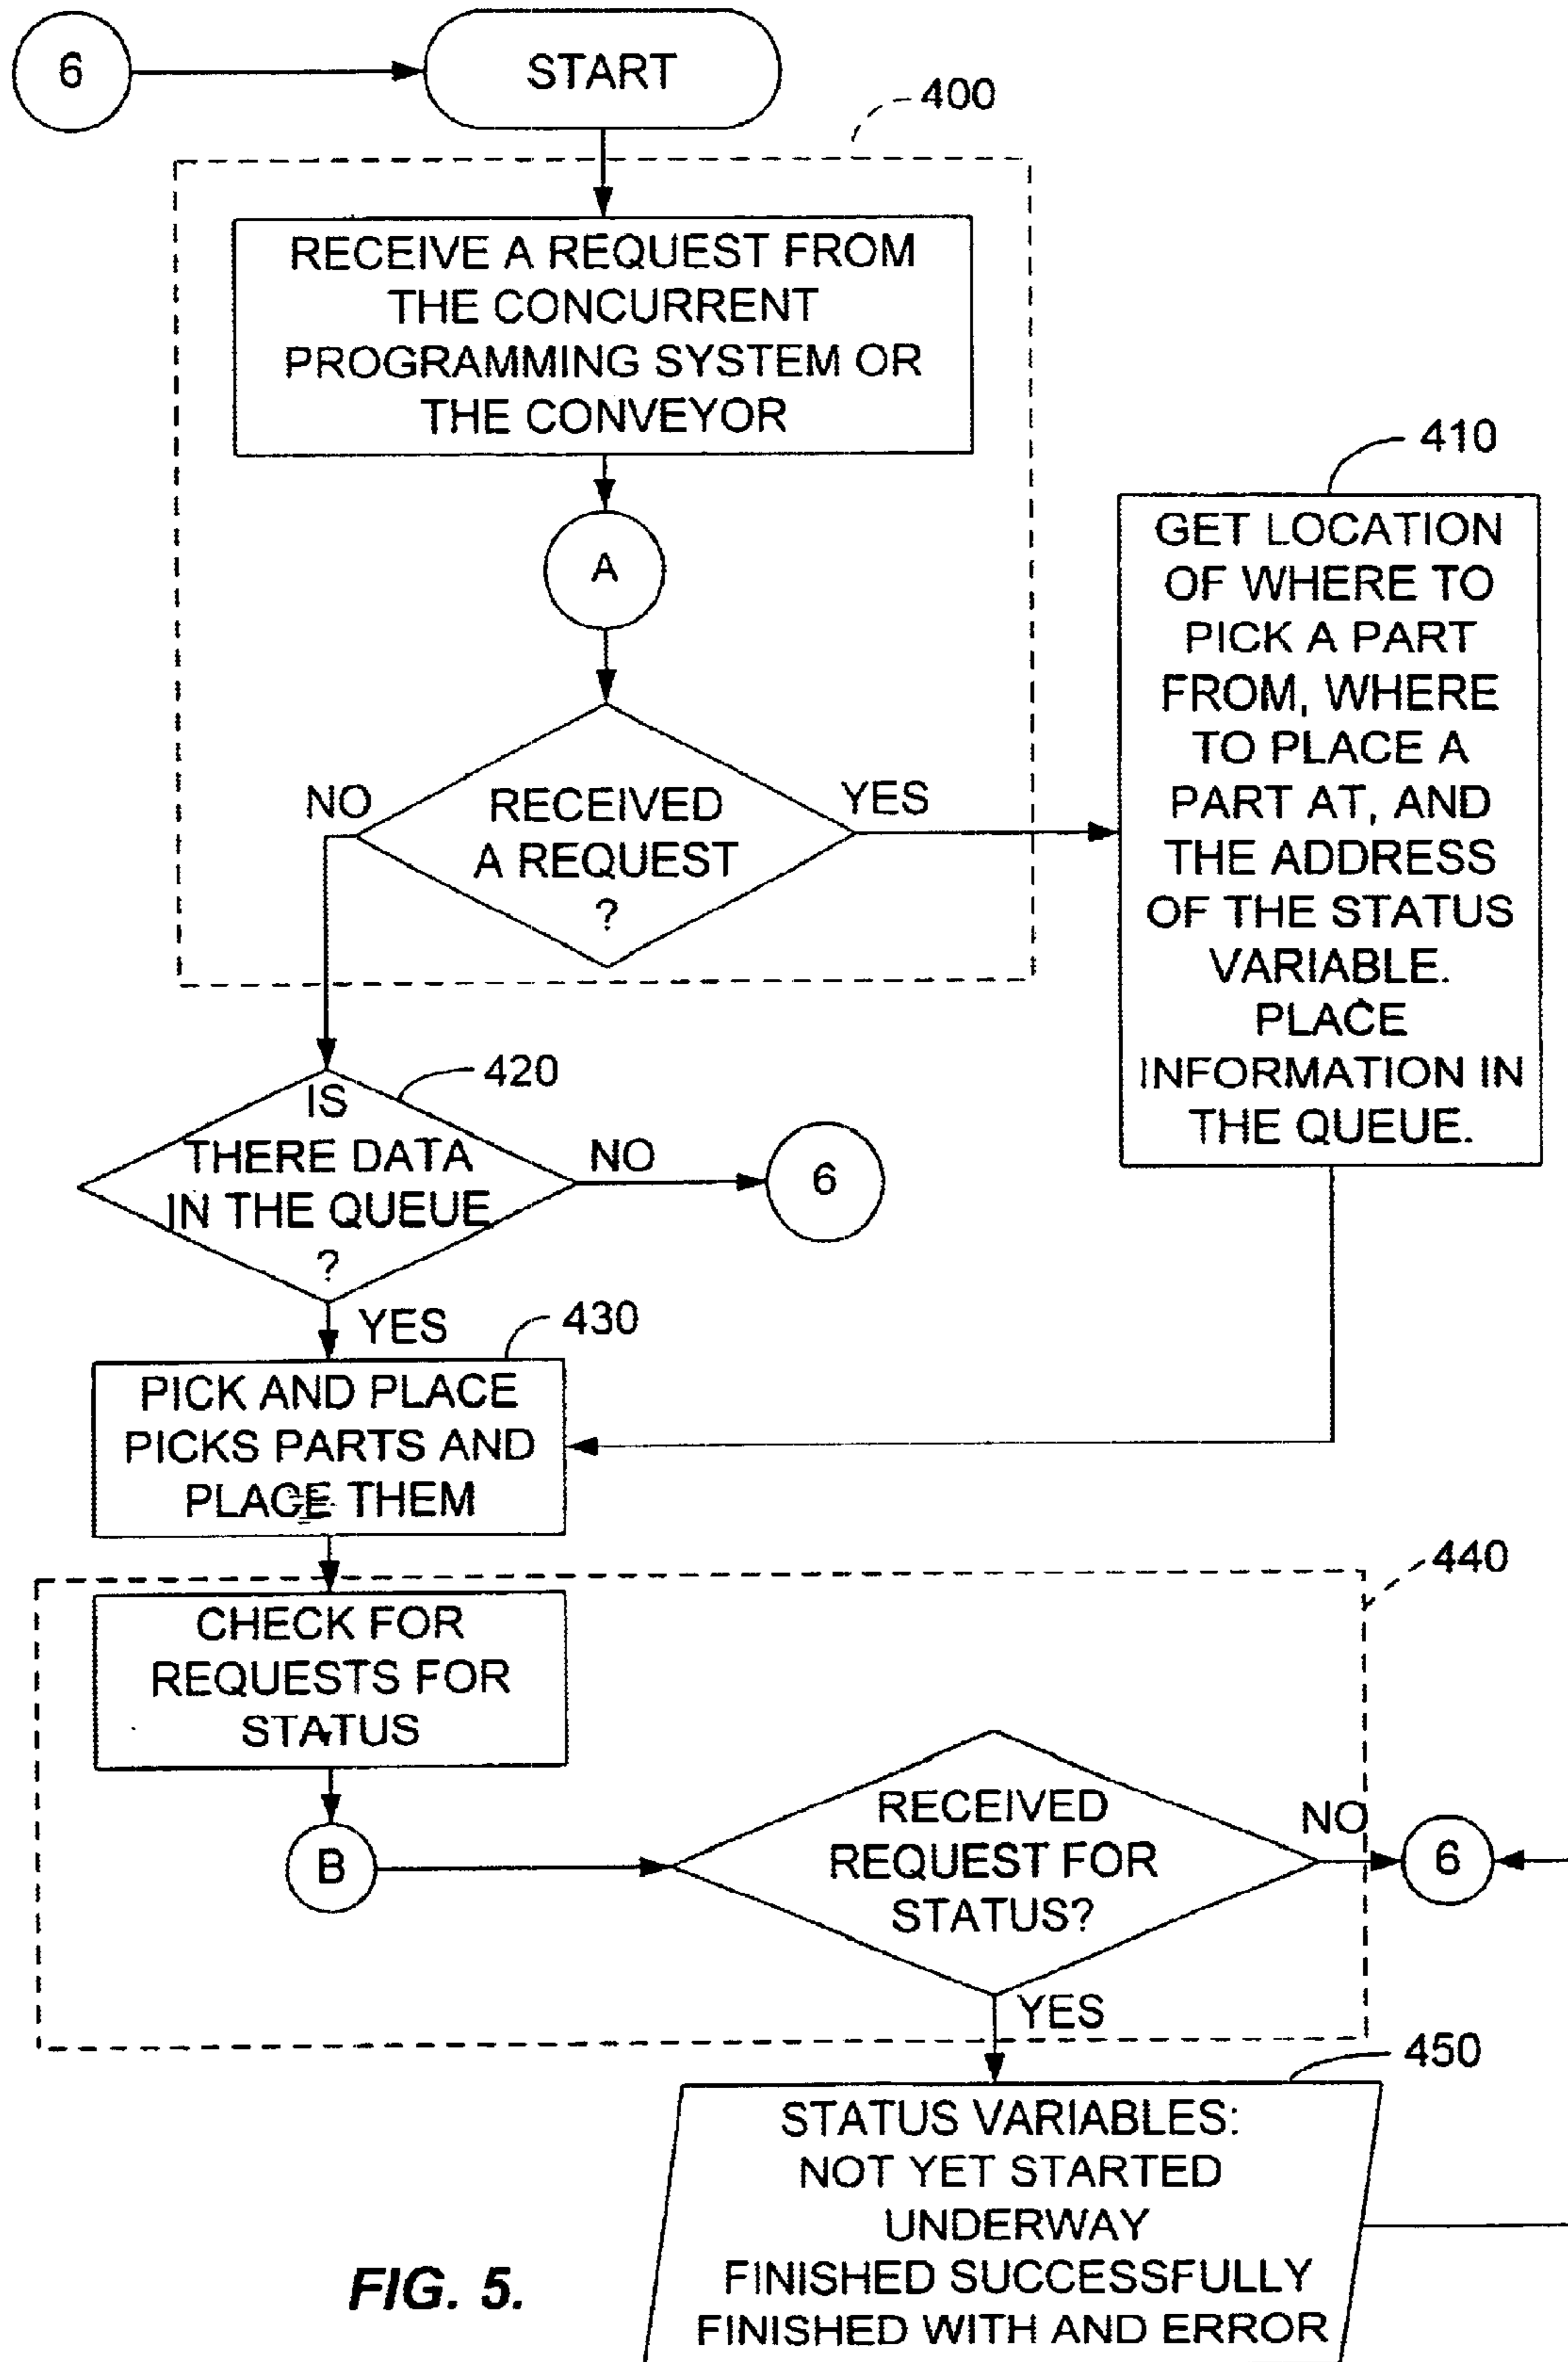 6
START
400
RECEIVE A REQUEST FROM
THE CONCURRENT
PROGRAMMING SYSTEM OR
THE CONVEYOR
A
410
GET LOCATION
OF WHERE TO
PICK A PART
FROM, WHERE
TO PLACE A
PART AT, AND
THE ADDRESS
OF THE STATUS
VARIABLE.
PLACE
INFORMATION IN
THE QUEUE.
NO
RECEIVED
A REQUEST
?
YES
420
IS
THERE DATA
IN THE QUEUE
?
NO
6
YES
430
PICK AND PLACE
PICKS PARTS AND
PLACE THEM
440
CHECK FOR
REQUESTS FOR
STATUS
B
RECEIVED
REQUEST FOR
STATUS?
NO
6
YES
450
STATUS VARIABLES:
NOT YET STARTED
UNDERWAY
FINISHED SUCCESSFULLY
FINISHED WITH AND ERROR
FIG. 5.